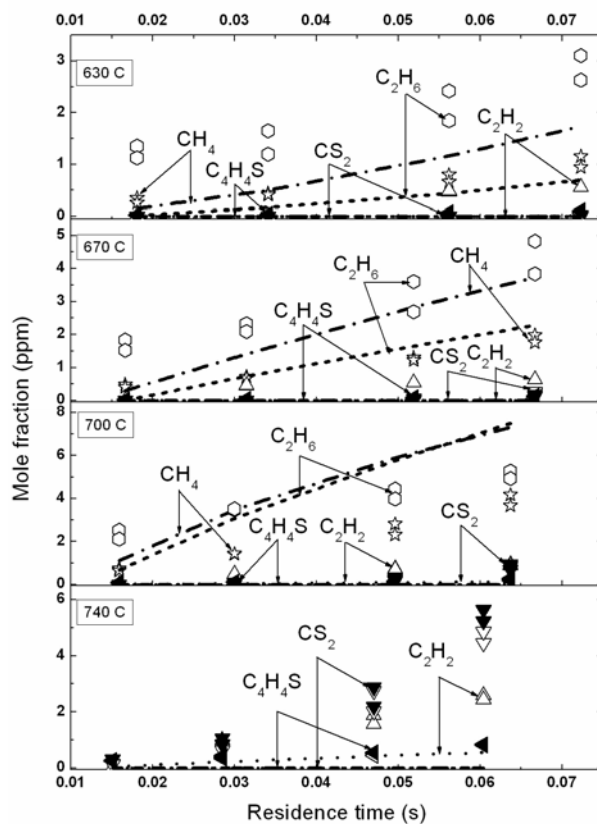 0.01 0.02 0.03 0.04 0.05 0.06 0.07
3
2
1
0
630 C
CH4
C4H4S
C2H6
CS2
C2H2
5
4
3
2
1
0
670 C
C2H6
CH4
C4H4S
CS2 C2H2
8
6
4
2
0
700 C
CH4
C2H6
C4H4S
C2H2
CS2
6
4
2
0
740 C
CS2
C4H4S
C2H2
Mole fraction (ppm)
0.01 0.02 0.03 0.04 0.05 0.06 0.07
Residence time (s)